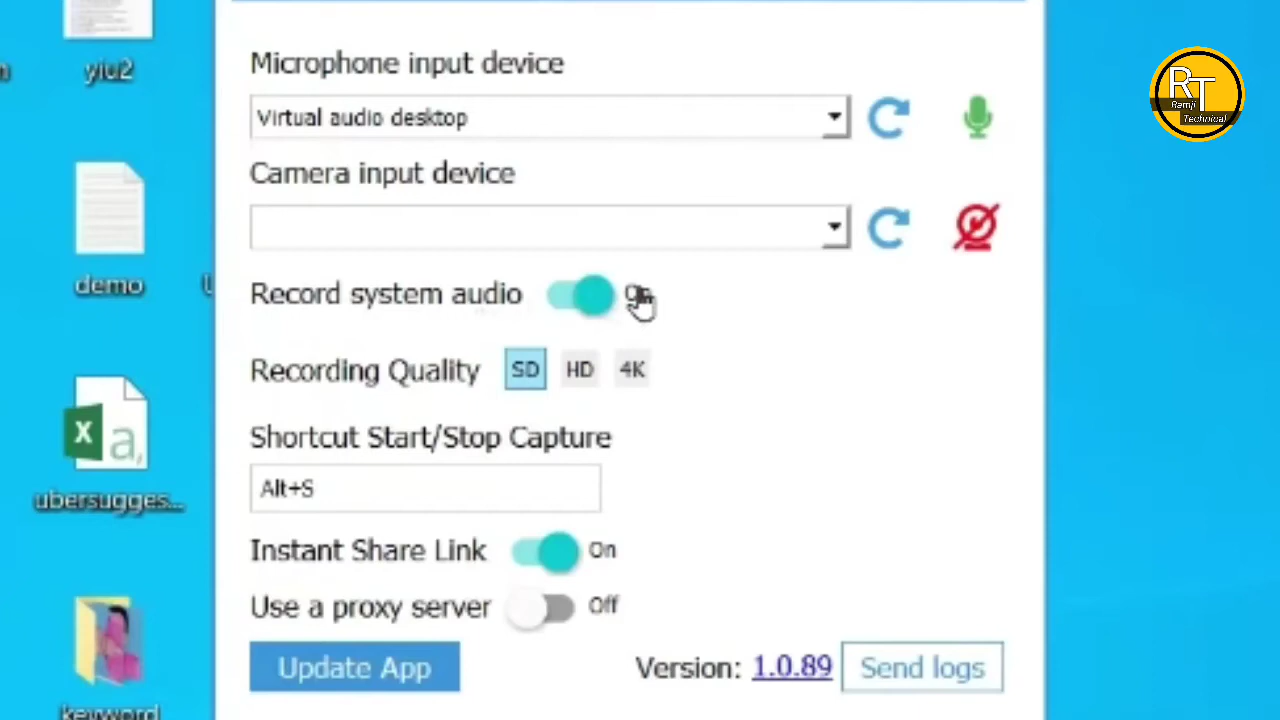 yiu2
Microphone input device
Virtual audio desktop
Camera input device
demo
Record system audio
Recording Quality SD HD 4K
Shortcut Start/Stop Capture
Alt+S
ubersugges...
Instant Share Link On
Use a proxy server Off
Update App Version: 1.0.89 Send logs
keyword
RT
Ramji
Technical